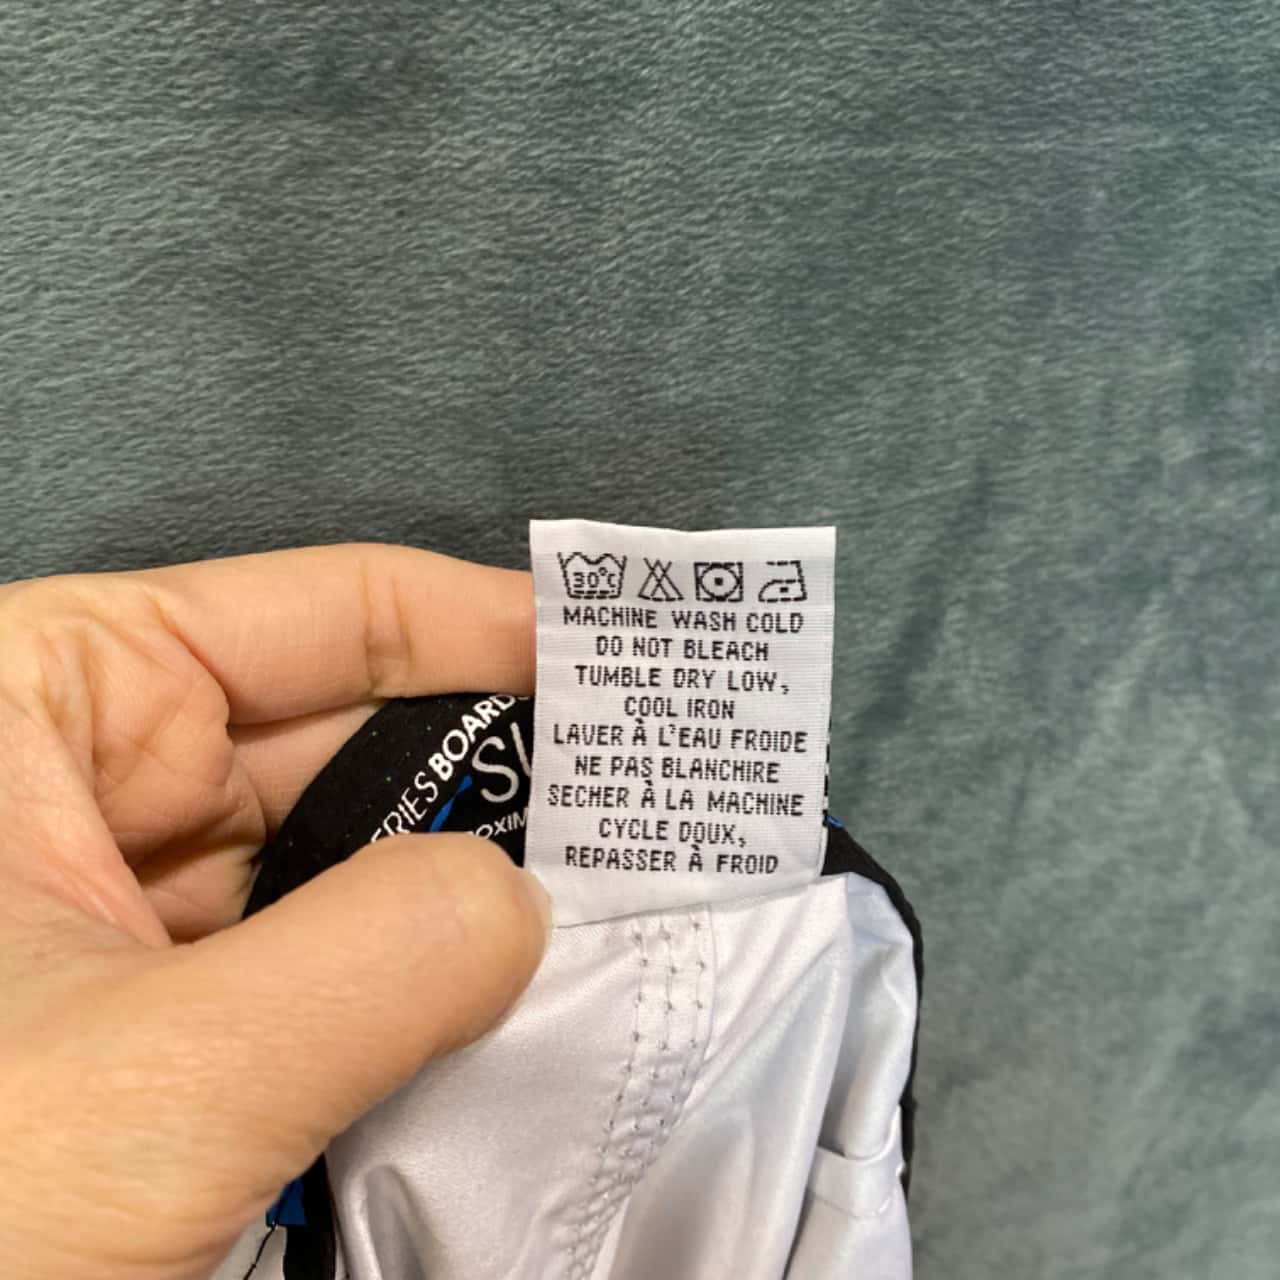 30°C
MACHINE WASH COLD
DO NOT BLEACH
TUMBLE DRY LOW,
COOL IRON
LAVER À L'EAU FROIDE
NE PAS BLANCHIRE
SECHER À LA MACHINE
CYCLE DOUX,
REPASSER À FROID